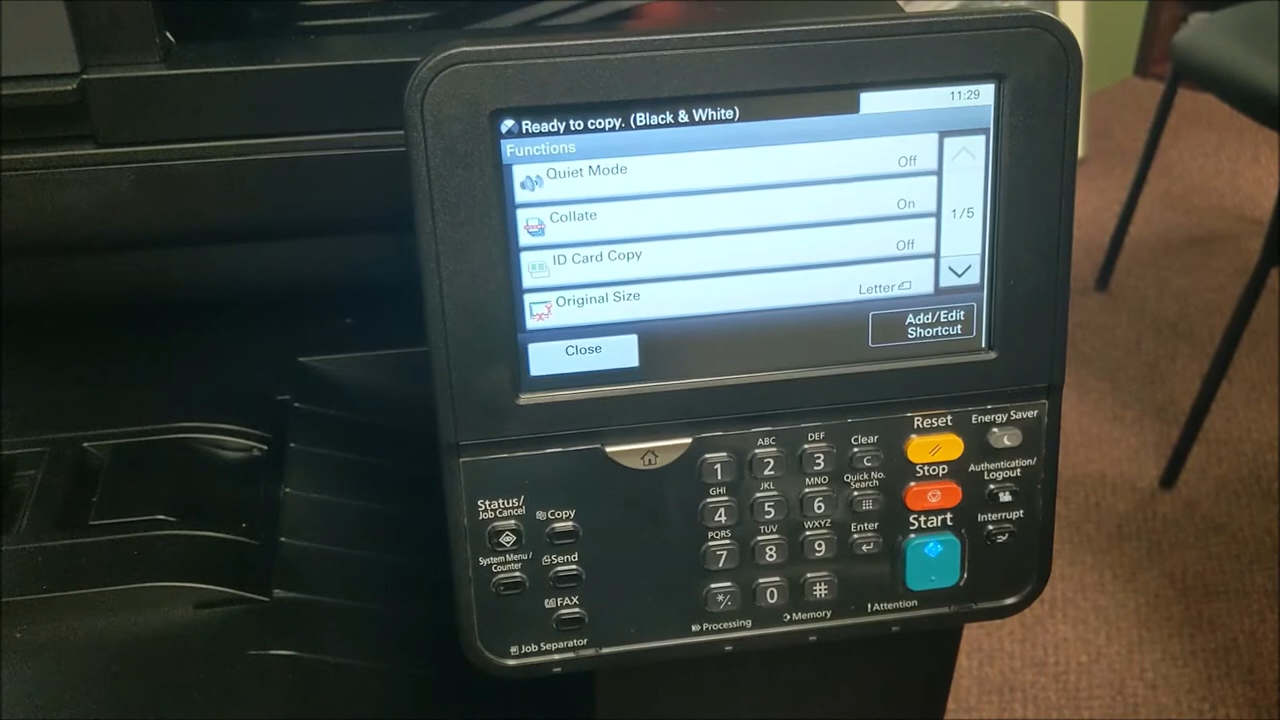 11:29
Ready to copy. (Black & White)
Functions
Quiet Mode Off
Collate On
ID Card Copy Off
Original Size Letter
1/5
Add/Edit
Shortcut
Close
Status/
Job Cancel
System Menu/
Counter
Copy
Send
FAX
Job Separator
1
ABC
2
DEF
3
GHI
4
JKL
5
MNO
6
PQRS
7
TUV
8
WXYZ
9
*/.
0
#
Clear
C
Quick No.
Search
Enter
Reset
Stop
Start
Energy Saver
Authentication/
Logout
Interrupt
Processing
Memory
!Attention